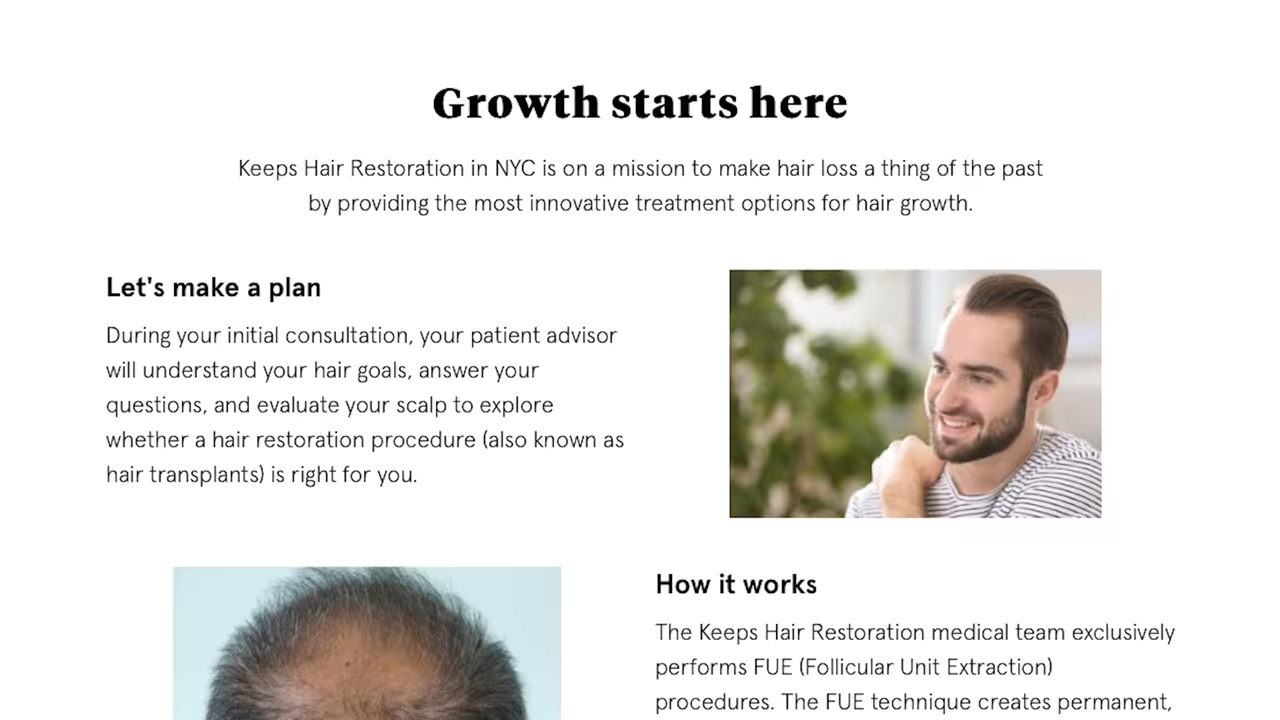 Growth starts here
Keeps Hair Restoration in NYC is on a mission to make hair loss a thing of the past
by providing the most innovative treatment options for hair growth.
Let's make a plan
During your initial consultation, your patient advisor
will understand your hair goals, answer your
questions, and evaluate your scalp to explore
whether a hair restoration procedure (also known as
hair transplants) is right for you.
How it works
The Keeps Hair Restoration medical team exclusively
performs FUE (Follicular Unit Extraction)
procedures. The FUE technique creates permanent,